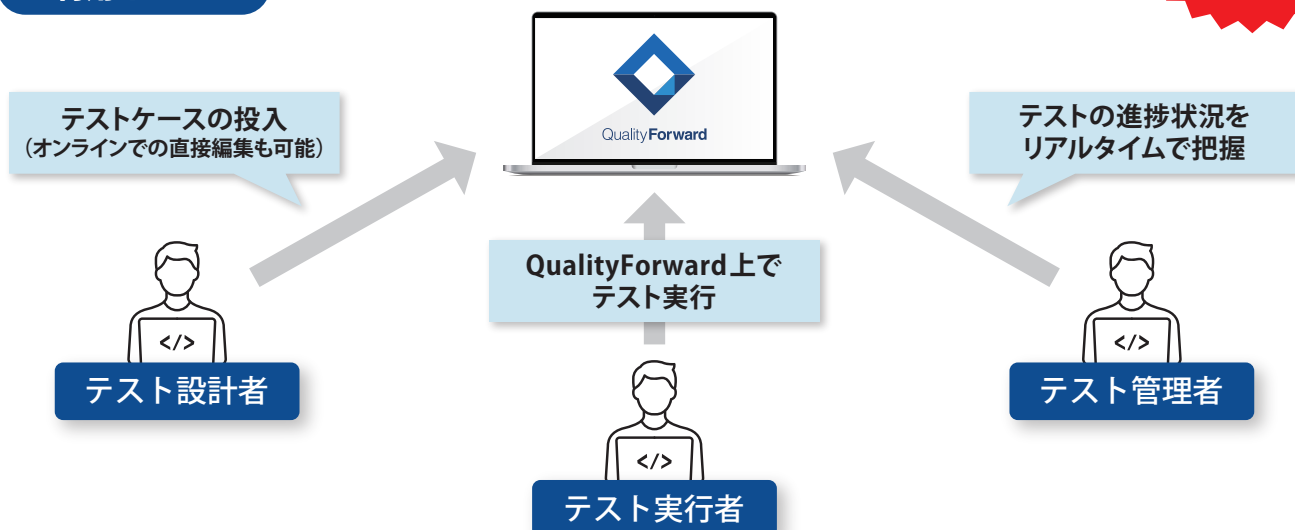 QualityForward
テストケースの投入
（オンラインでの直接編集も可能）
テストの進捗状況を
リアルタイムで把握
QualityForward上で
テスト実行
</>
テスト設計者
</>
テスト管理者
</>
テスト実行者